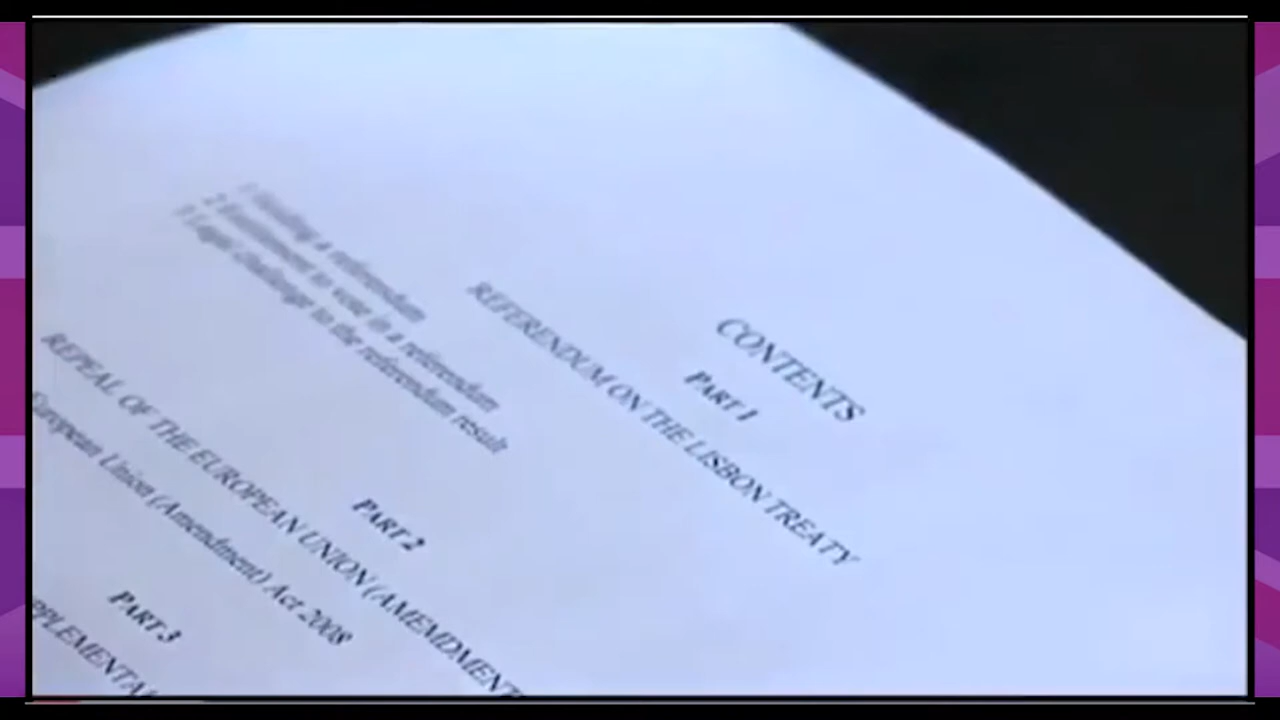 CONTENTS
PART 1
REFERENDUM ON THE LISBON TREATY
1 Holding a referendum
2 Entitlement to vote in a referendum
3 Legal challenge to the referendum result
PART 2
REPEAL OF THE EUROPEAN UNION (AMEMDMENT
European Union (Amendment) Act 2008
PART 3
PPLEMENTAL